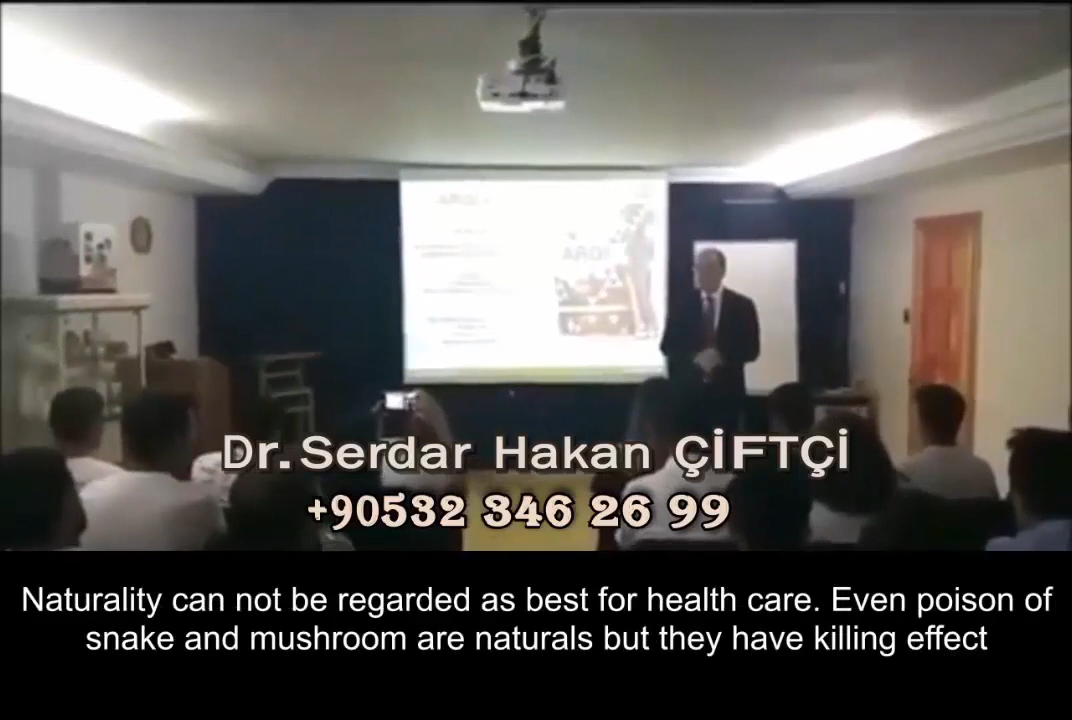 Dr. Serdar Hakan ÇİFTÇİ
+90532 346 26 99
Naturality can not be regarded as best for health care. Even poison of
snake and mushroom are naturals but they have killing effect